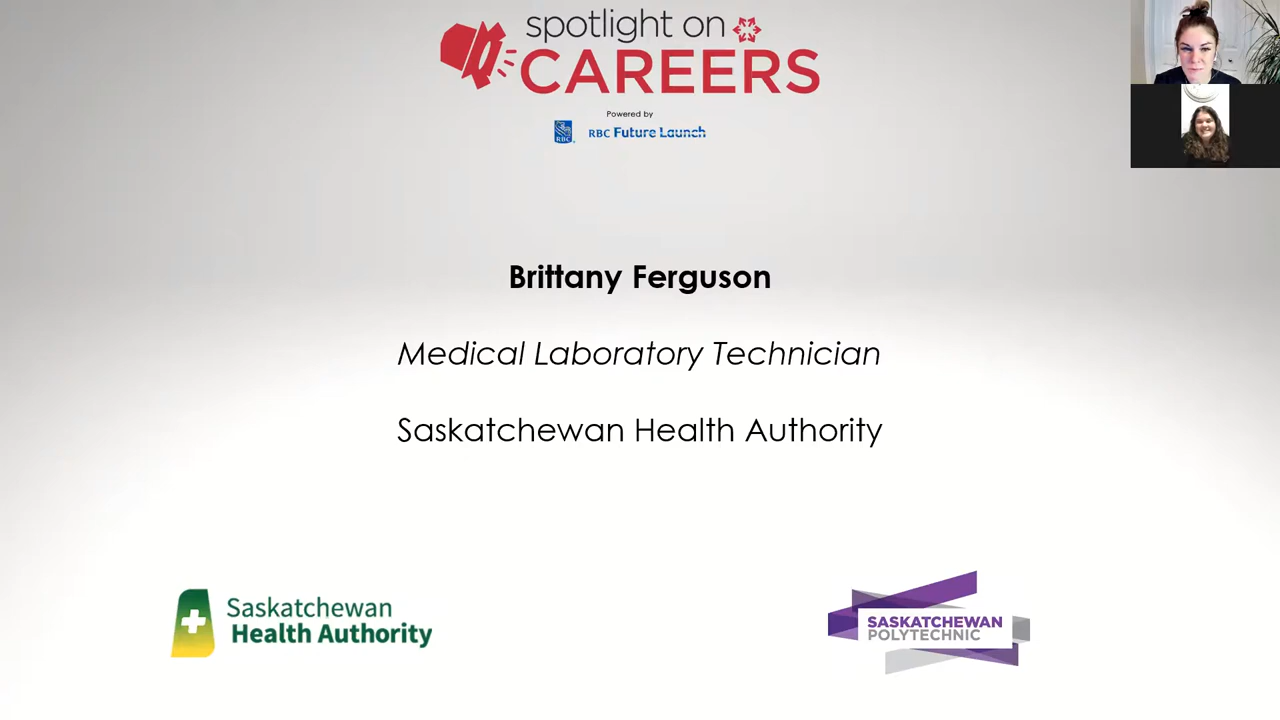 spotlight on
CAREERS
Powered by
RBC
RBC Future Launch
Brittany Ferguson
Medical Laboratory Technician
Saskatchewan Health Authority
Saskatchewan
Health Authority
SASKATCHEWAN
POLYTECHNIC